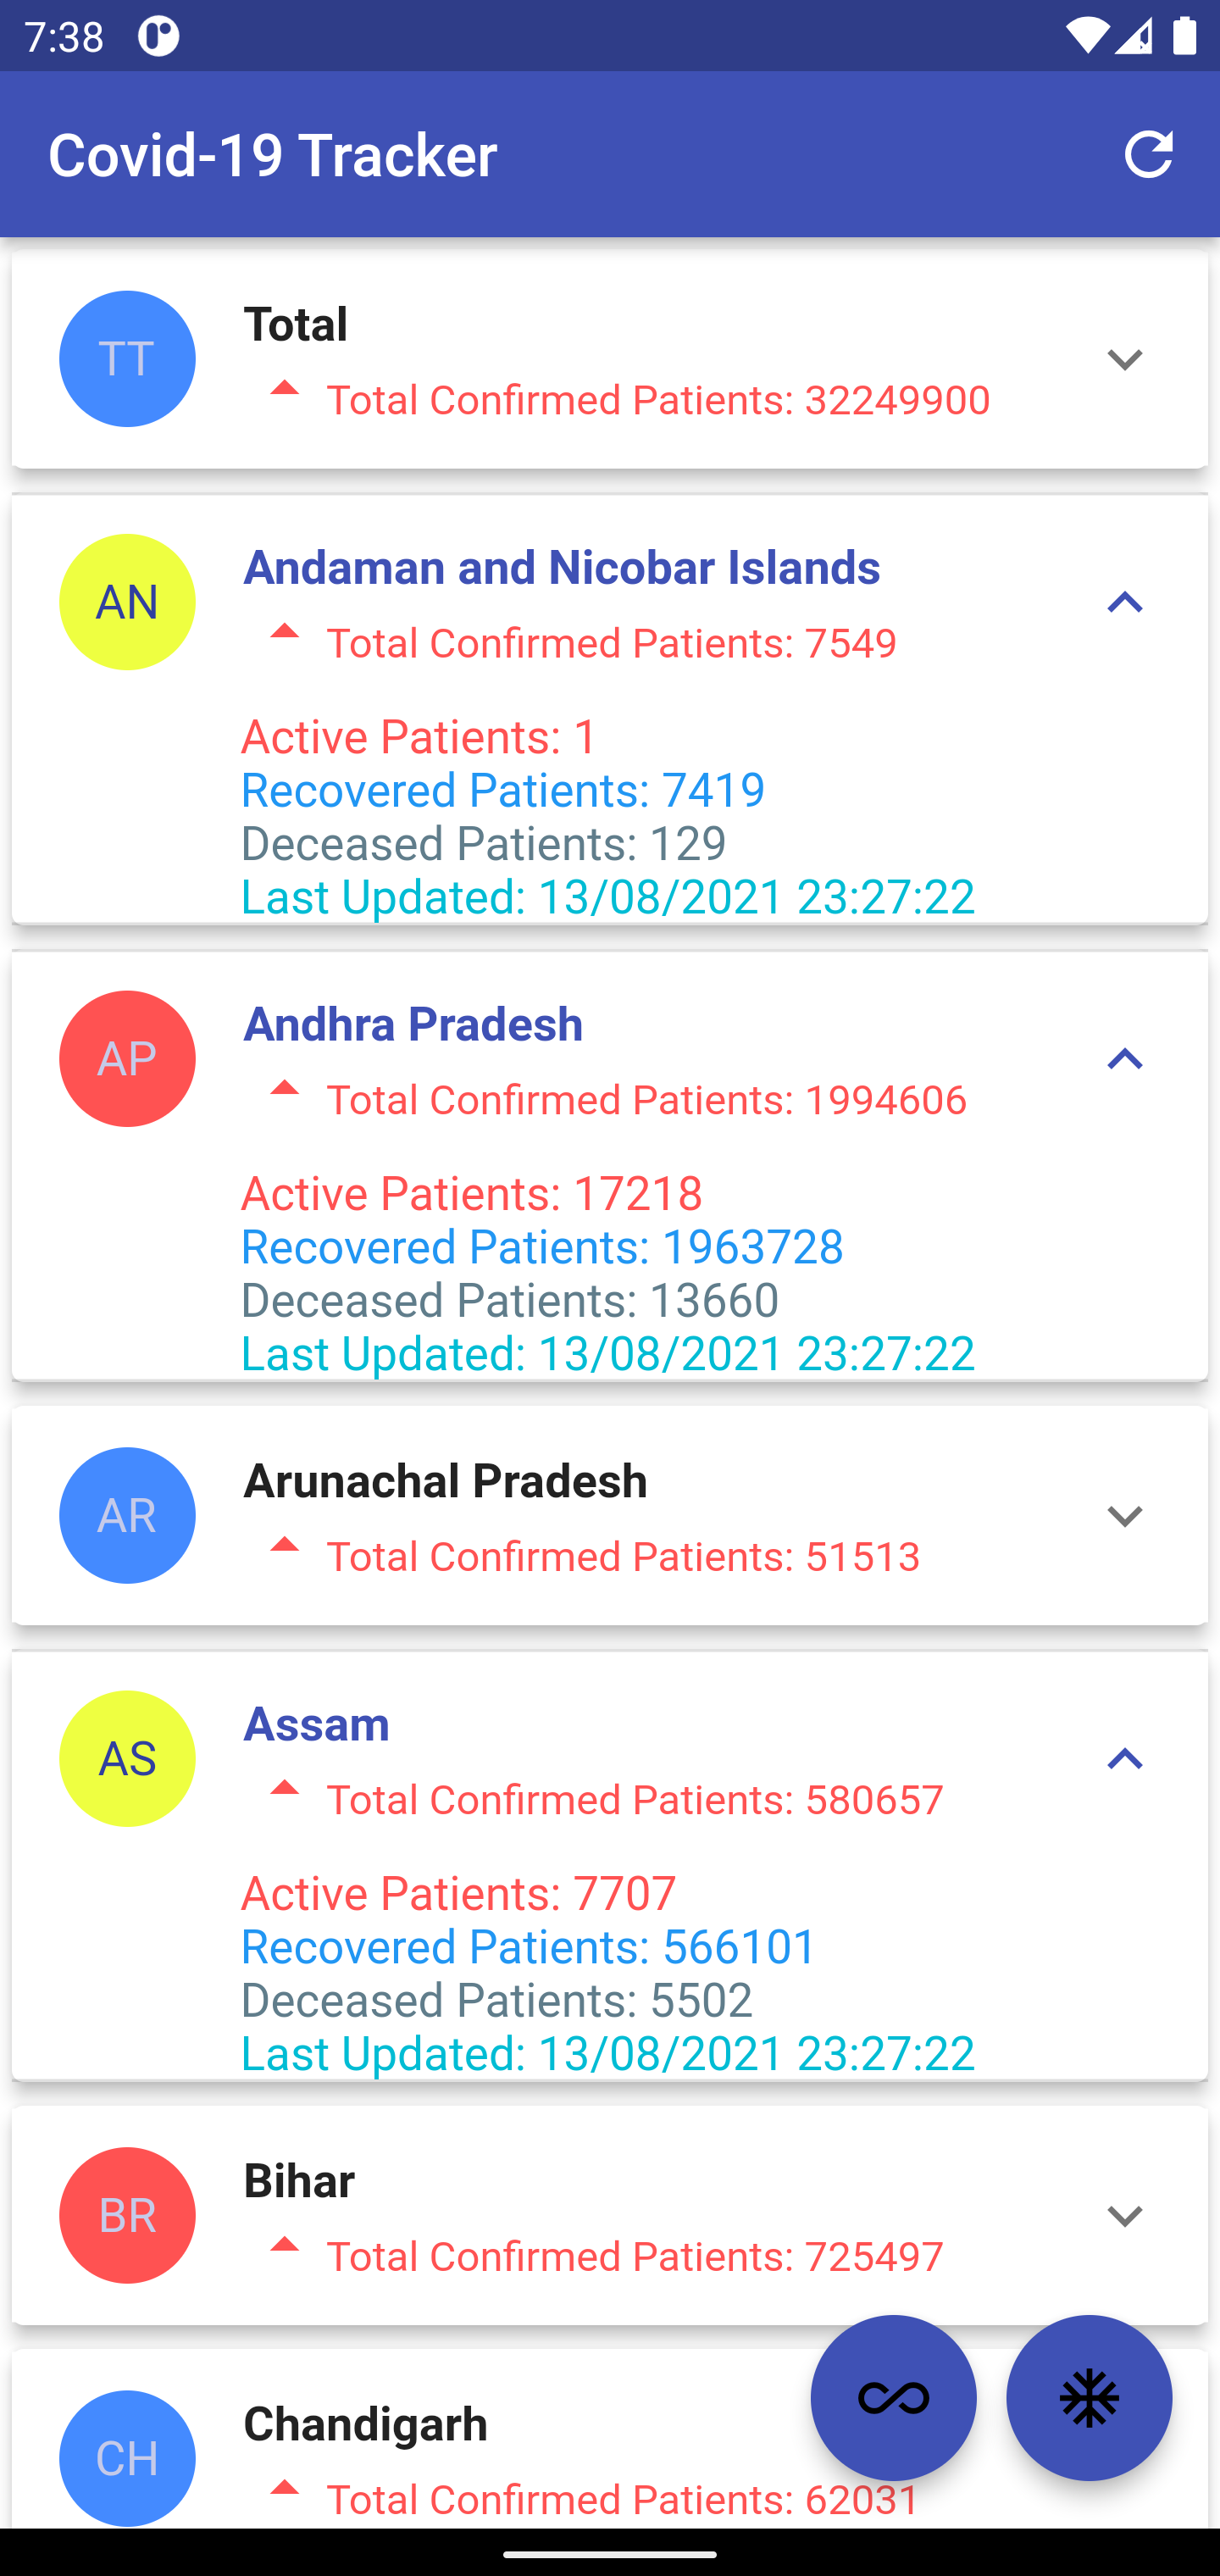 7:38
Covid-19 Tracker
TT
Total
Total Confirmed Patients: 32249900
AN
Andaman and Nicobar Islands
Total Confirmed Patients: 7549
Active Patients: 1
Recovered Patients: 7419
Deceased Patients: 129
Last Updated: 13/08/2021 23:27:22
AP
Andhra Pradesh
Total Confirmed Patients: 1994606
Active Patients: 17218
Recovered Patients: 1963728
Deceased Patients: 13660
Last Updated: 13/08/2021 23:27:22
AR
Arunachal Pradesh
Total Confirmed Patients: 51513
AS
Assam
Total Confirmed Patients: 580657
Active Patients: 7707
Recovered Patients: 566101
Deceased Patients: 5502
Last Updated: 13/08/2021 23:27:22
BR
Bihar
Total Confirmed Patients: 725497
CH
Chandigarh
Total Confirmed Patients: 62031